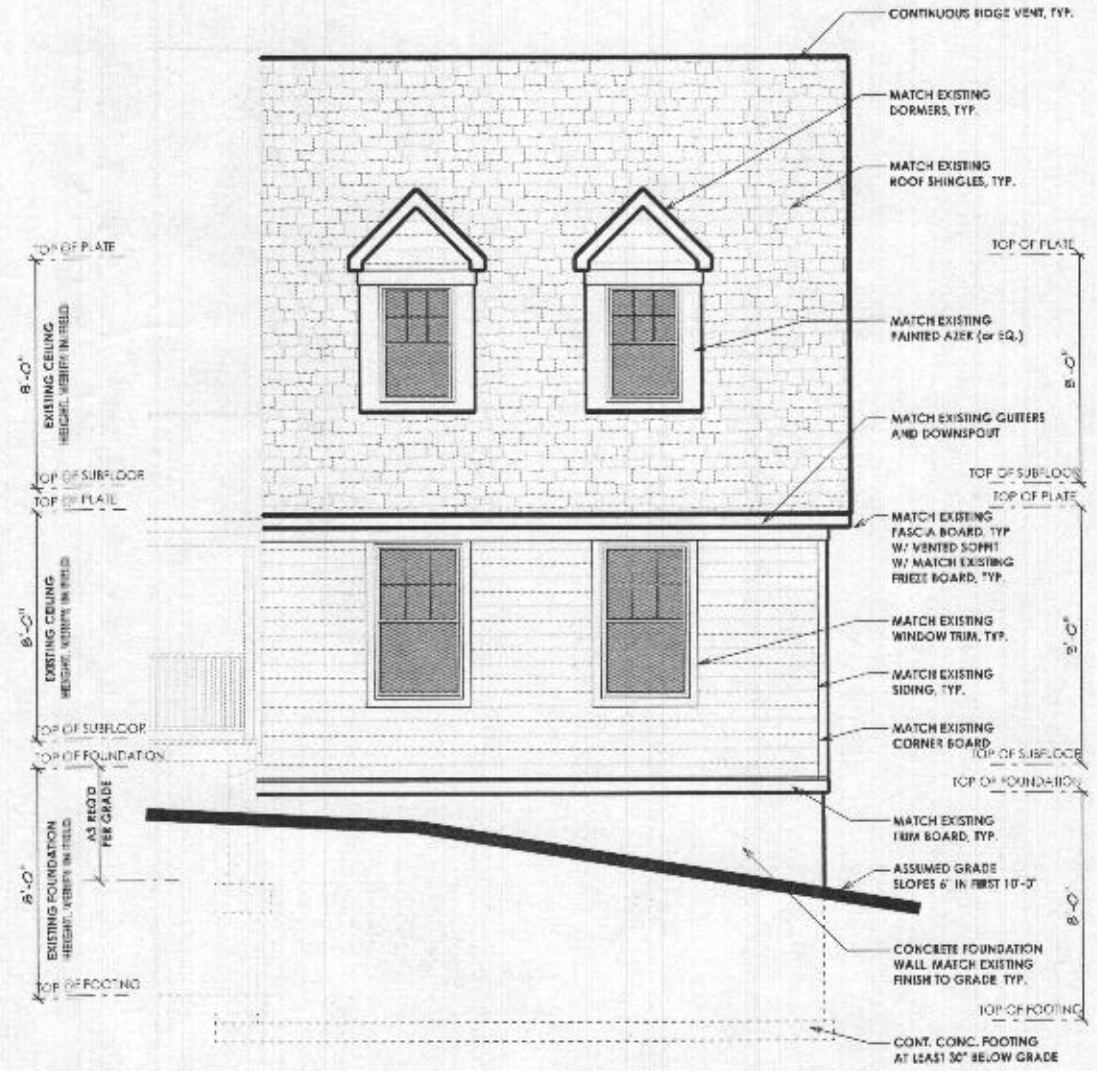 CONTINUOUS RIDGE VENT, TYP.
MATCH EXISTING
DORMERS, TYP.
MATCH EXISTING
ROOF SHINGLES, TYP.
TOP OF PLATE
TOP OF PLATE
8'-0"
EXISTING CEILING
HEIGHT, VERIFY IN FIELD
MATCH EXISTING
PAINTED AZEK (or EQ.)
8'-0"
MATCH EXISTING GUTTERS
AND DOWNSPOUT
TOP OF SUBFLOOR
TOP OF PLATE
TOP OF SUBFLOOR
TOP OF PLATE
MATCH EXISTING
FASCIA BOARD, TYP
W/ VENTED SOFFIT
W/ MATCH EXISTING
FRIEZE BOARD, TYP.
8'-0"
EXISTING CEILING
HEIGHT, VERIFY IN FIELD
MATCH EXISTING
WINDOW TRIM, TYP.
MATCH EXISTING
SIDING, TYP.
MATCH EXISTING
CORNER BOARD
TOP OF SUBFLOOR
TOP OF FOUNDATION
TOP OF SUBFLOOR
TOP OF FOUNDATION
AS REQ'D
PER GRADE
MATCH EXISTING
TRIM BOARD, TYP.
ASSUMED GRADE
SLOPES 6" IN FIRST 10'-0"
8'-0"
EXISTING FOUNDATION
HEIGHT, VERIFY IN FIELD
8'-0"
CONCRETE FOUNDATION
WALL MATCH EXISTING
FINISH TO GRADE TYP.
TOP OF FOOTING
TOP OF FOOTING
CONT. CONC. FOOTING
AT LEAST 30" BELOW GRADE